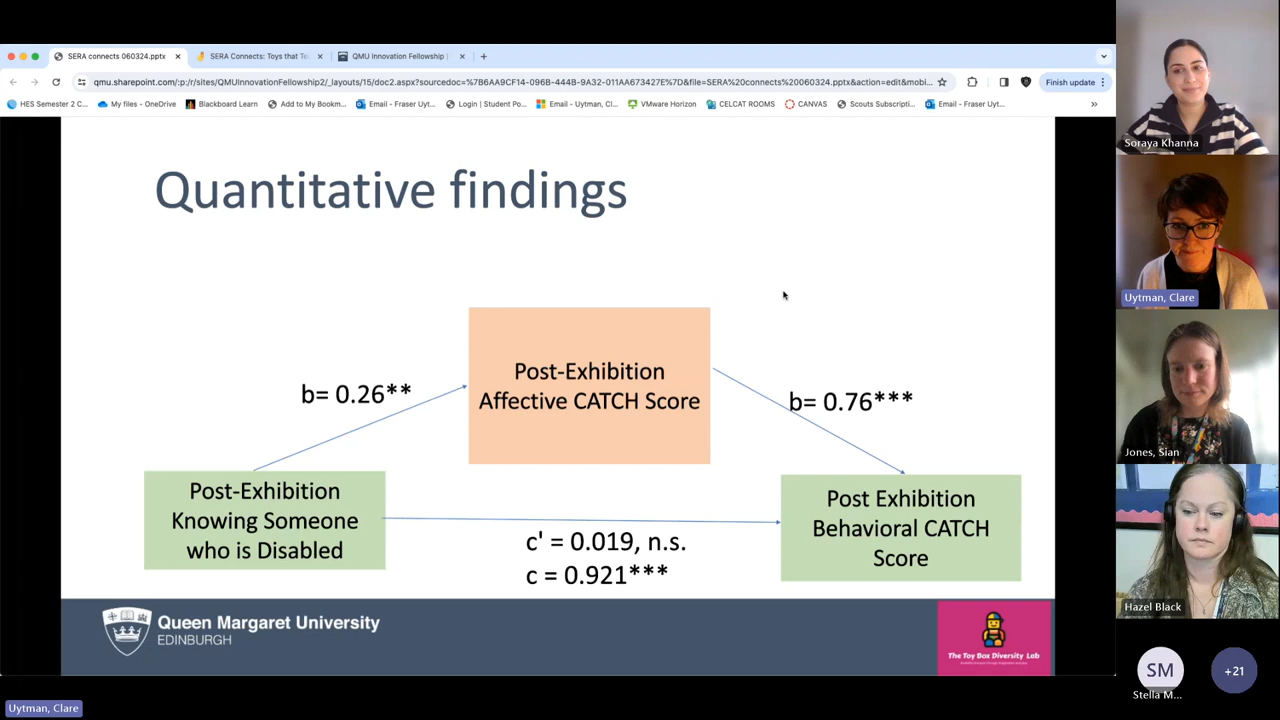 SERA connects 060324.pptx
SERA Connects: Toys that Te
QMU Innovation Fellowship |
qmu.sharepoint.com/:p:/r/sites/QMUInnovationFellowship2/_layouts/15/doc2.aspx?sourcedoc=%7B6AA9CF14-096B-444B-9A32-011AA673427E%7D&file=SERA%20connects%20060324.pptx&action=edit&mobi...
Finish update
HES Semester 2 C...
My files - OneDrive
Blackboard Learn
Add to My Bookm...
Email - Fraser Uyt...
Login | Student Po...
Email - Uytman, Cl...
VMware Horizon
CELCAT ROOMS
CANVAS
Scouts Subscripti...
Email - Fraser Uyt...
Quantitative findings
Post-Exhibition
Affective CATCH Score
b= 0.26**
b= 0.76***
Post-Exhibition
Knowing Someone
who is Disabled
c' = 0.019, n.s.
c = 0.921***
Post Exhibition
Behavioral CATCH
Score
Queen Margaret University
EDINBURGH
The Toy Box Diversity Lab
Soraya Khanna
Uytman, Clare
Jones, Sian
Hazel Black
SM
Stella M...
+21
Uytman, Clare